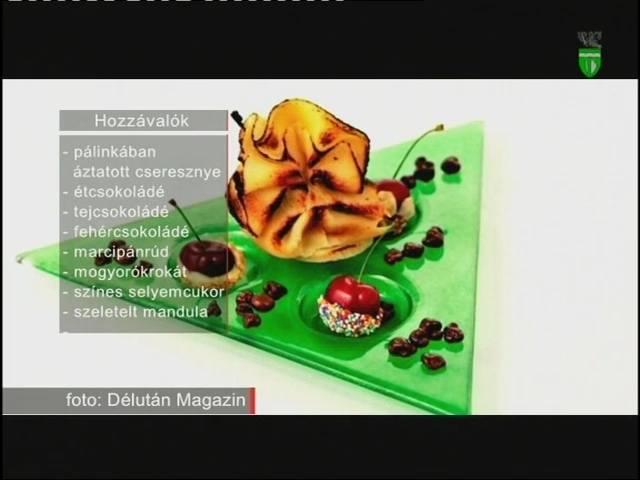 Hozzávalók
- pálinkában
áztatott cseresznye
- étcsokoládé
- tejcsokoládé
- fehércsokoládé
- marcipánrúd
- mogyorókrokát
- színes selyemcukor
- szeletelt mandula
-
foto: Délután Magazin